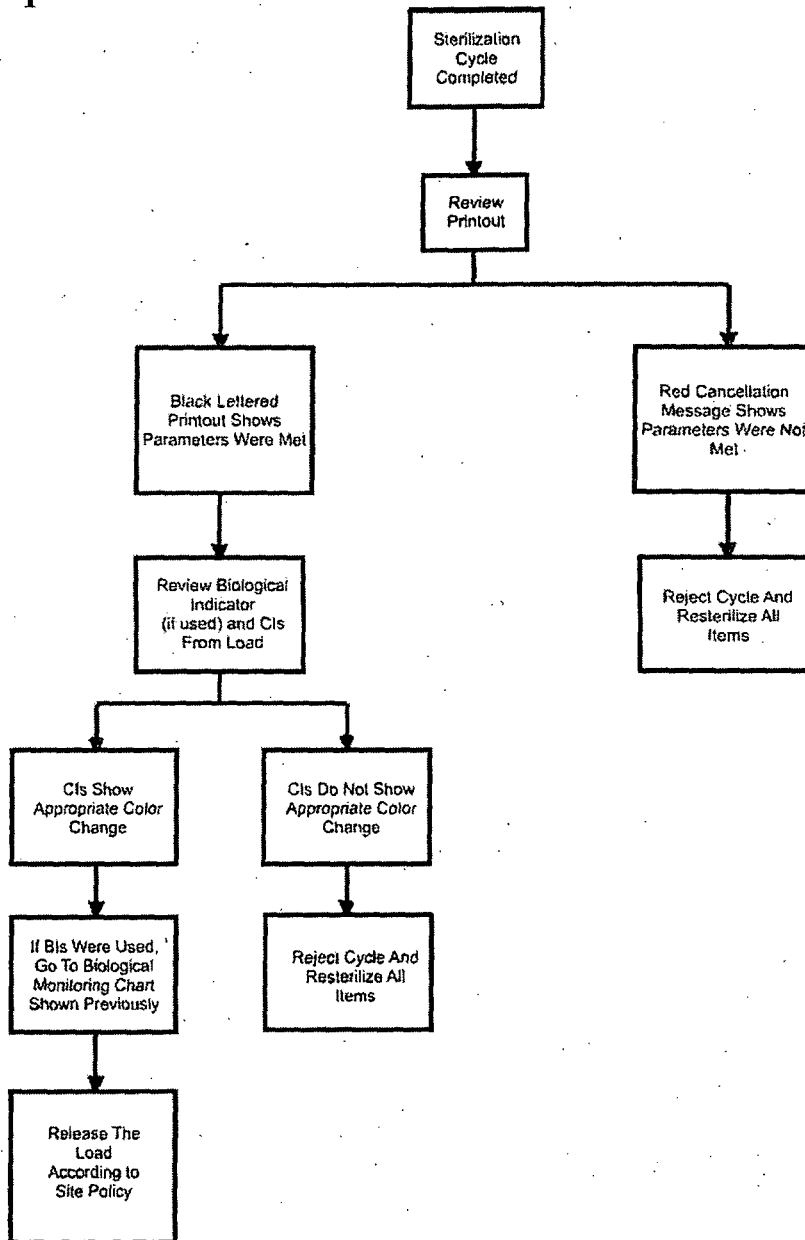 Sterilization
Cycle
Completed
Review
Printout
Black Lettered
Printout Shows
Parameters Were Met
Red Cancellation
Message Shows
Parameters Were Not
Met
Review Biological
Indicator
(if used) and CIs
From Load
Reject Cycle And
Resterilize All
Items
CIs Show
Appropriate Color
Change
CIs Do Not Show
Appropriate Color
Change
If BIs Were Used,
Go To Biological
Monitoring Chart
Shown Previously
Reject Cycle And
Resterilize All
Items
Release The
Load
According to
Site Policy